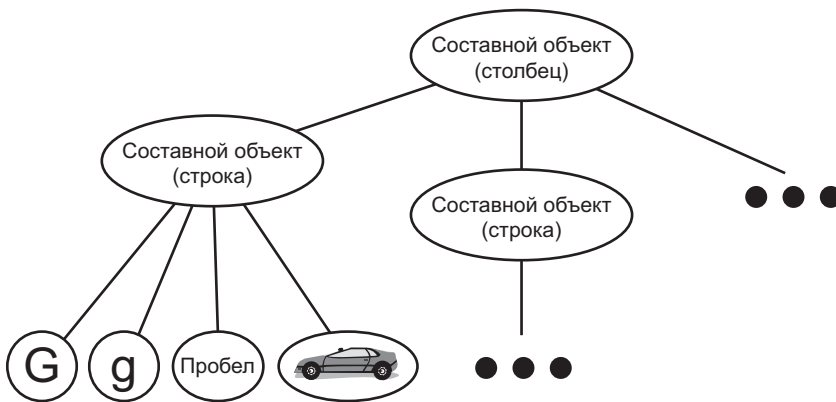 Составной объект
(столбец)
Составной объект
(строка)
Составной объект
(строка)
G
g
Пробел